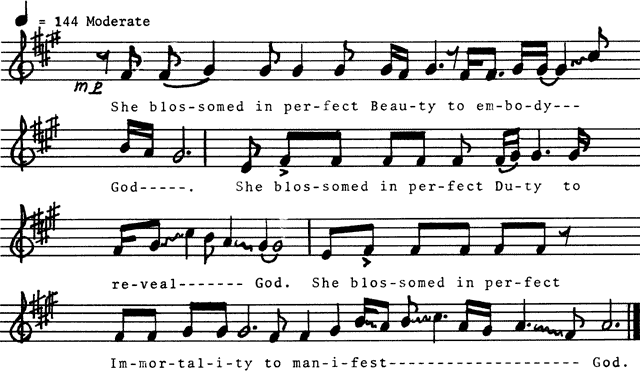 = 144 Moderate
mp
She blos-somed in per-fect Beau-ty to em-bo-dy---
God-----. She blos-somed in per-fect Du-ty to
re-veal------- God. She blos-somed in per-fect
Im-mor-tal-i-ty to man-i-fest------------------- God.